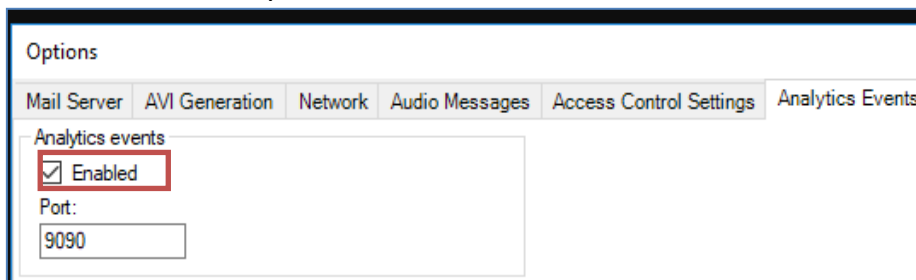 Options
Mail Server AVI Generation Network Audio Messages Access Control Settings Analytics Events
Analytics events
Enabled
Port:
9090